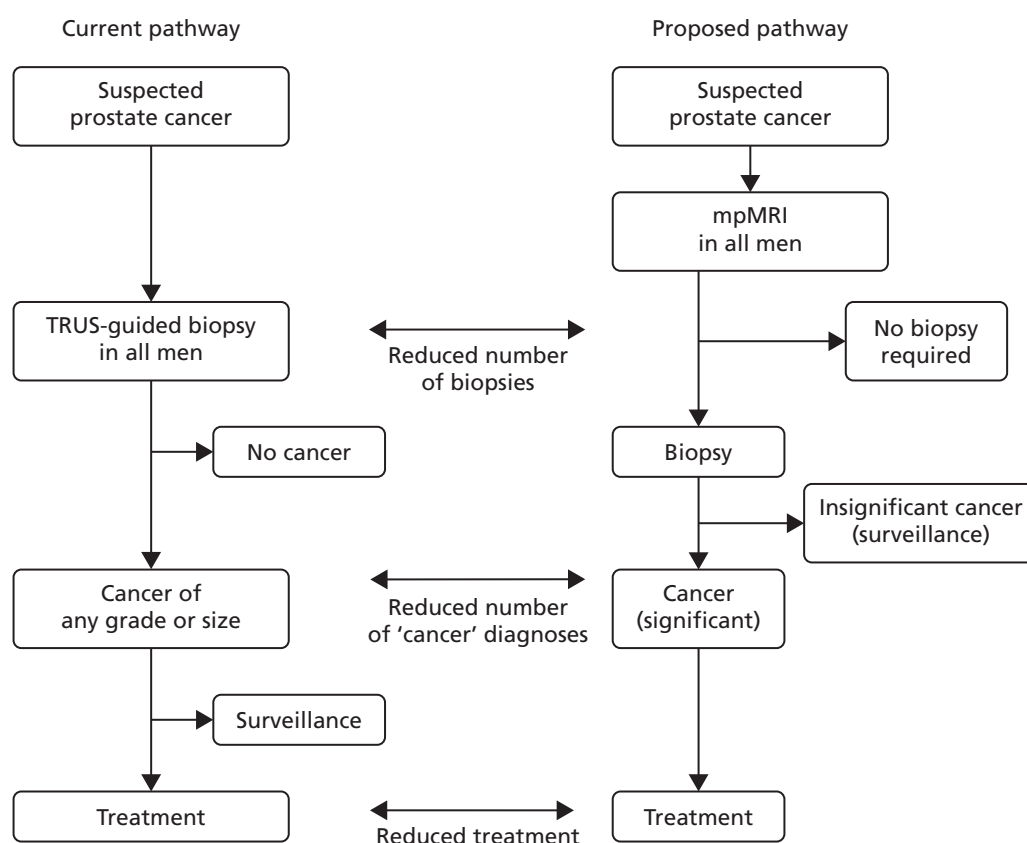 Current pathway
Proposed pathway
Suspected
prostate cancer
Suspected
prostate cancer
mpMRI
in all men
TRUS-guided biopsy
in all men
Reduced number
of biopsies
No biopsy
required
No cancer
Biopsy
Insignificant cancer
(surveillance)
Cancer of
any grade or size
Reduced number
of ‘cancer’ diagnoses
Cancer
(significant)
Surveillance
Treatment
Reduced treatment
Treatment